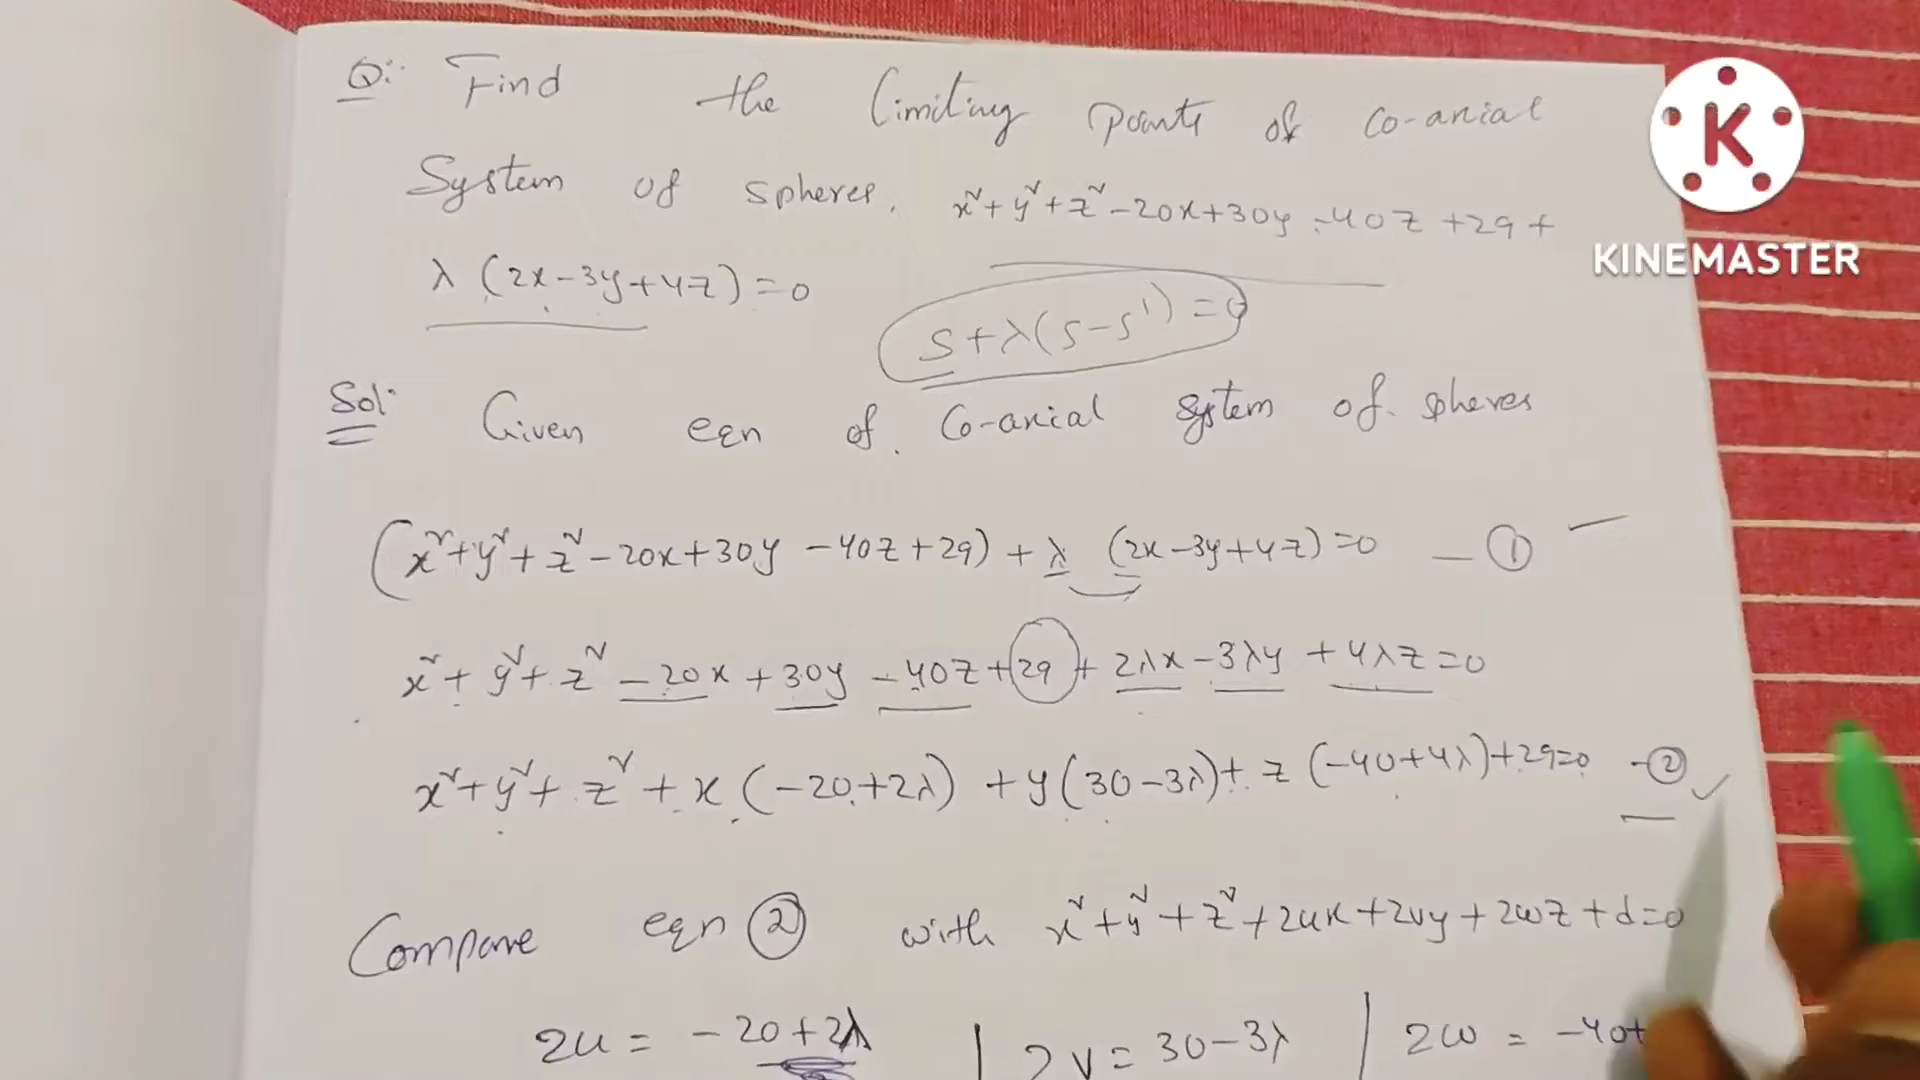 Q: Find the limiting points of co-axial
System of spheres. x²+y²+z²-20x+30y-40z+29+
λ (2x-3y+4z)=0
S+λ(S-S')=0
Sol: Given eqn of Co-axial system of spheres
(x²+y²+z²-20x+30y-40z+29)+λ (2x-3y+4z)=0 — ①
x²+y²+z²-20x+30y-40z+29+2λx-3λy+4λz=0
x²+y²+z²+x(-20+2λ)+y(30-3λ)+z(-40+4λ)+29=0 -②
Compare eqn ② with x²+y²+z²+2ux+2vy+2wz+d=0
2u = -20+2λ | 2v = 30-3λ | 2w = -40+
K
KINEMASTER